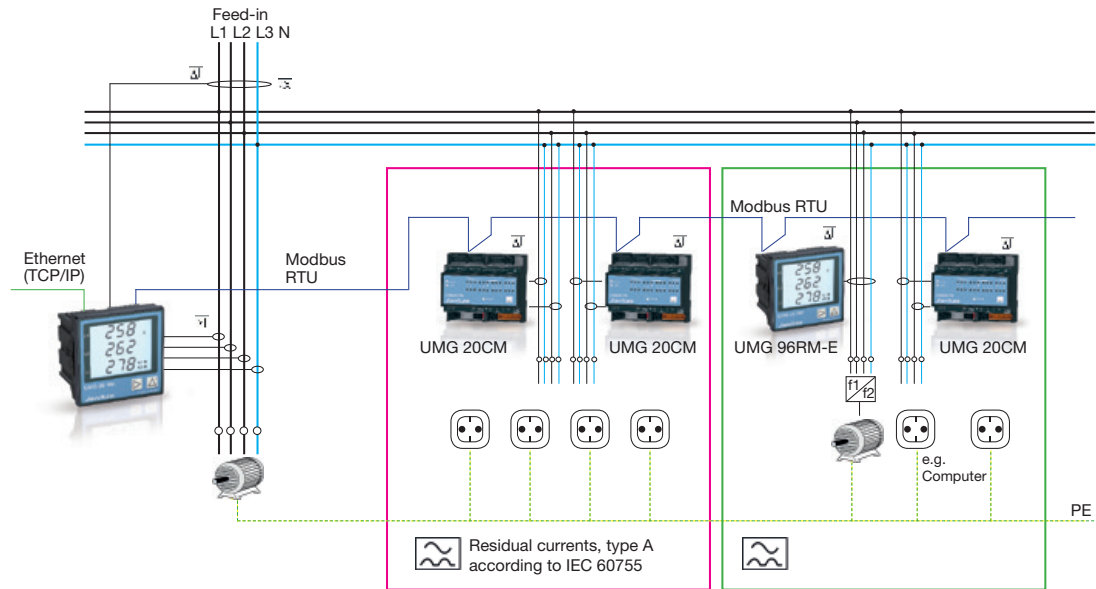 Feed-in
L1 L2 L3 N
Ethernet
(TCP/IP)
Modbus
RTU
Modbus RTU
258
262
278
258
262
278
UMG 20CM
UMG 20CM
UMG 96RM-E
UMG 20CM
f1
f2
e.g.
Computer
PE
Residual currents, type A
according to IEC 60755